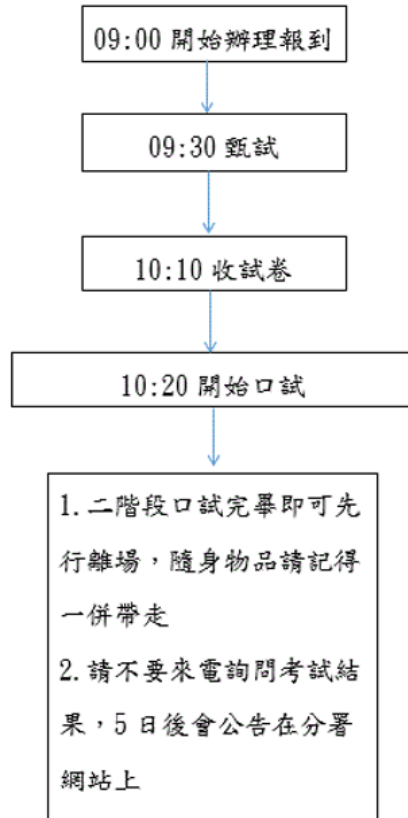 09:00 開始辦理報到
09:30 甄試
10:10 收試卷
10:20 開始口試
1.二階段口試完畢即可先
行離場，隨身物品請記得
一併帶走
2.請不要來電詢問考試結
果，5 日後會公告在分署
網站上